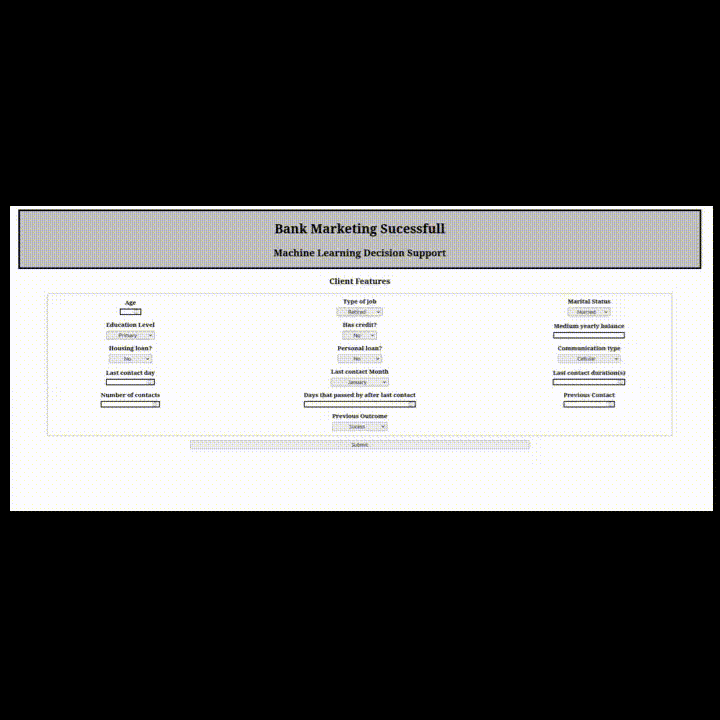 Bank Marketing Sucessfull
Machine Learning Decision Support
Client Features
Age
Type of job
Marital Status
Retired
Married
Education Level
Has credit?
Medium yearly balance
Primary
No
Housing loan?
Personal loan?
Communication type
No
No
Cellular
Last contact day
Last contact Month
Last contact duration(s)
January
Number of contacts
Days that passed by after last contact
Previous Contact
Previous Outcome
Submit